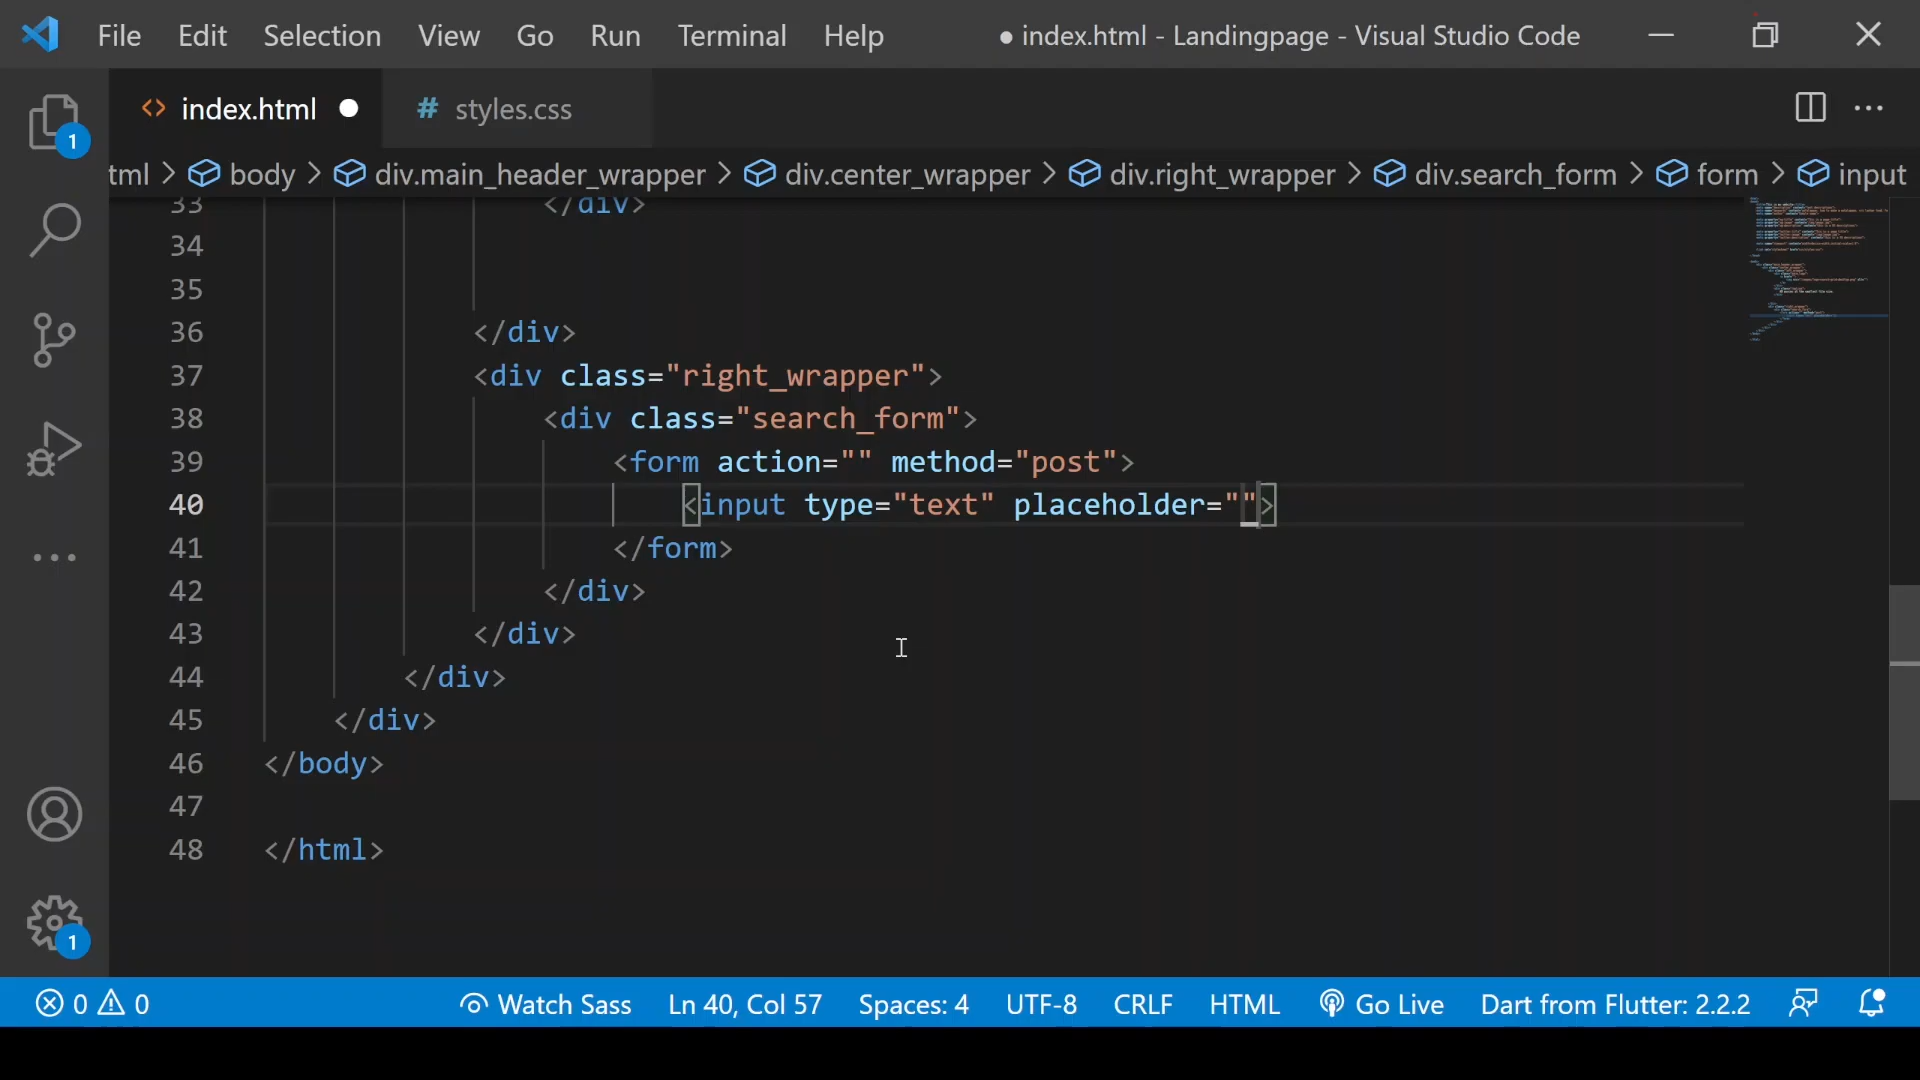 File Edit Selection View Go Run Terminal Help ● index.html - Landingpage - Visual Studio Code
index.html ● # styles.css
tml > body > div.main_header_wrapper > div.center_wrapper > div.right_wrapper > div.search_form > form > input
33 </div>
34
35
36 </div>
37 <div class="right_wrapper">
38 <div class="search_form">
39 <form action="" method="post">
40 <input type="text" placeholder="">
41 </form>
42 </div>
43 </div>
44 </div>
45 </div>
46 </body>
47
48 </html>
1
1
0 0 Watch Sass Ln 40, Col 57 Spaces: 4 UTF-8 CRLF HTML Go Live Dart from Flutter: 2.2.2